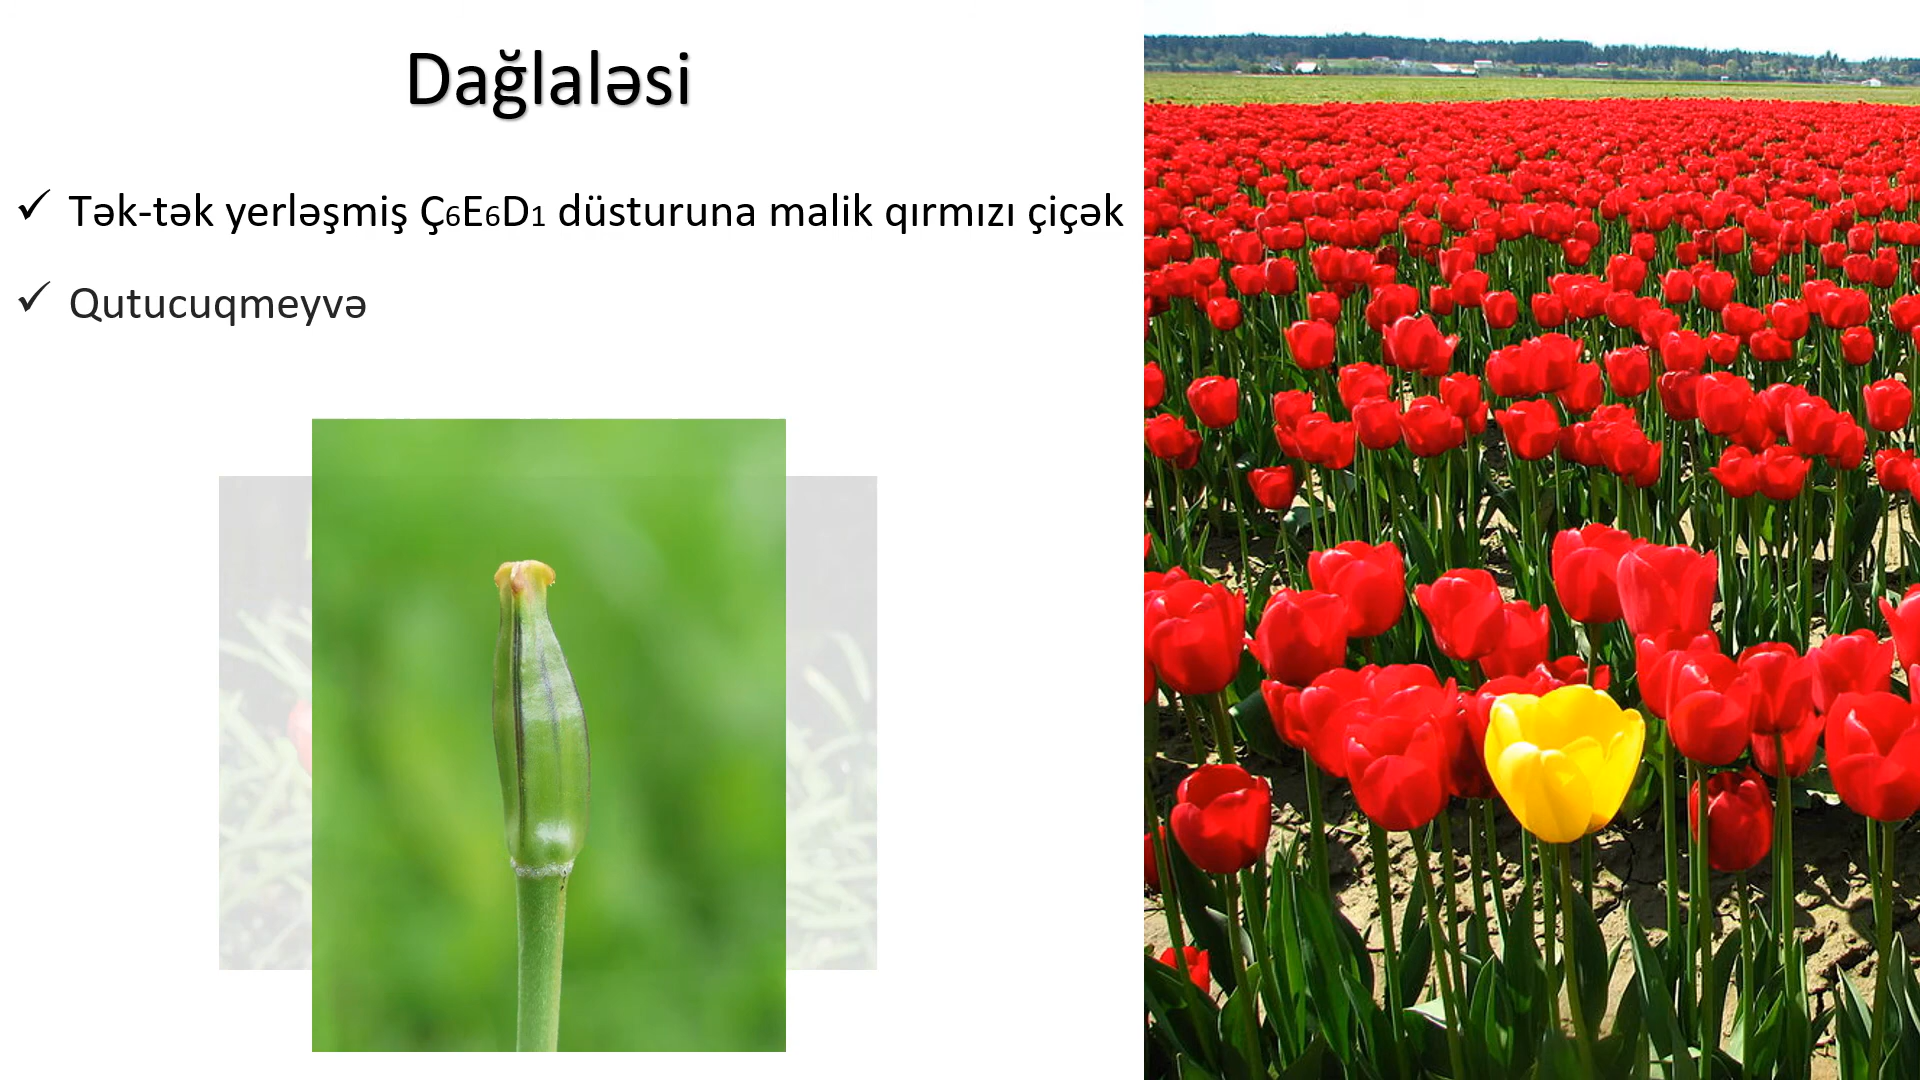 Dağlaləsi
✓ Tək-tək yerləşmiş Ç₆E₆D₁ düsturuna malik qırmızı çiçək
✓ Qutucuqmeyvə